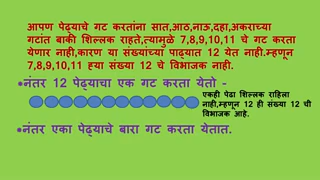 आपण पेढ्याचे गट करतांना सात,आठ,नऊ,दहा,अकराच्या
गटांत बाकी शिल्लक राहते,त्यामुळे 7,8,9,10,11 चे गट करता
येणार नाही,कारण या संख्यांच्या पाढ्यात 12 येत नाही.म्हणून
7,8,9,10,11 ह्या संख्या 12 चे विभाजक नाही.
•नंतर 12 पेढ्याचा एक गट करता येतो -
एकही पेढा शिल्लक राहिला
नाही,म्हणून 12 ही संख्या 12 ची
विभाजक आहे.
•नंतर एका पेढ्याचे बारा गट करता येतात.